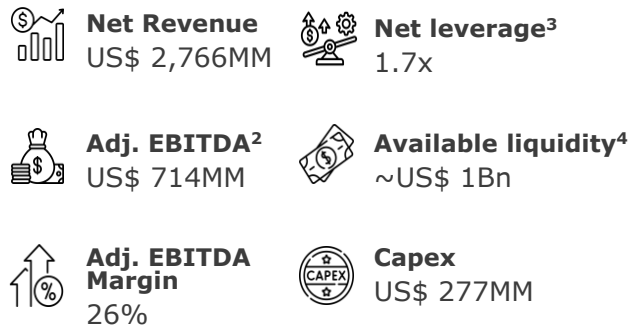 Net Revenue
US$ 2,766MM
Net leverage³
1.7x
Adj. EBITDA²
US$ 714MM
Available liquidity⁴
~US$ 1Bn
Adj. EBITDA
Margin
26%
CAPEX
Capex
US$ 277MM